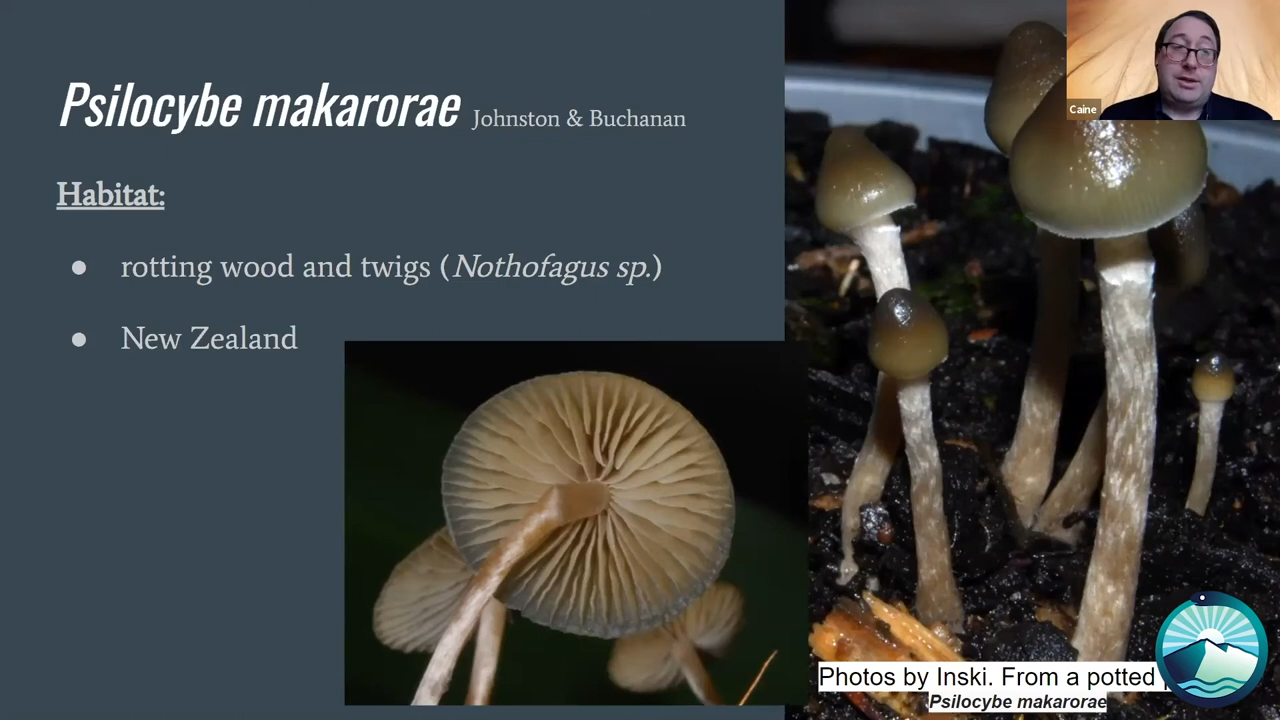 Psilocybe makarorae Johnston & Buchanan
Habitat:
● rotting wood and twigs (Nothofagus sp.)
● New Zealand
Caine
Photos by Inski. From a potted
Psilocybe makarorae